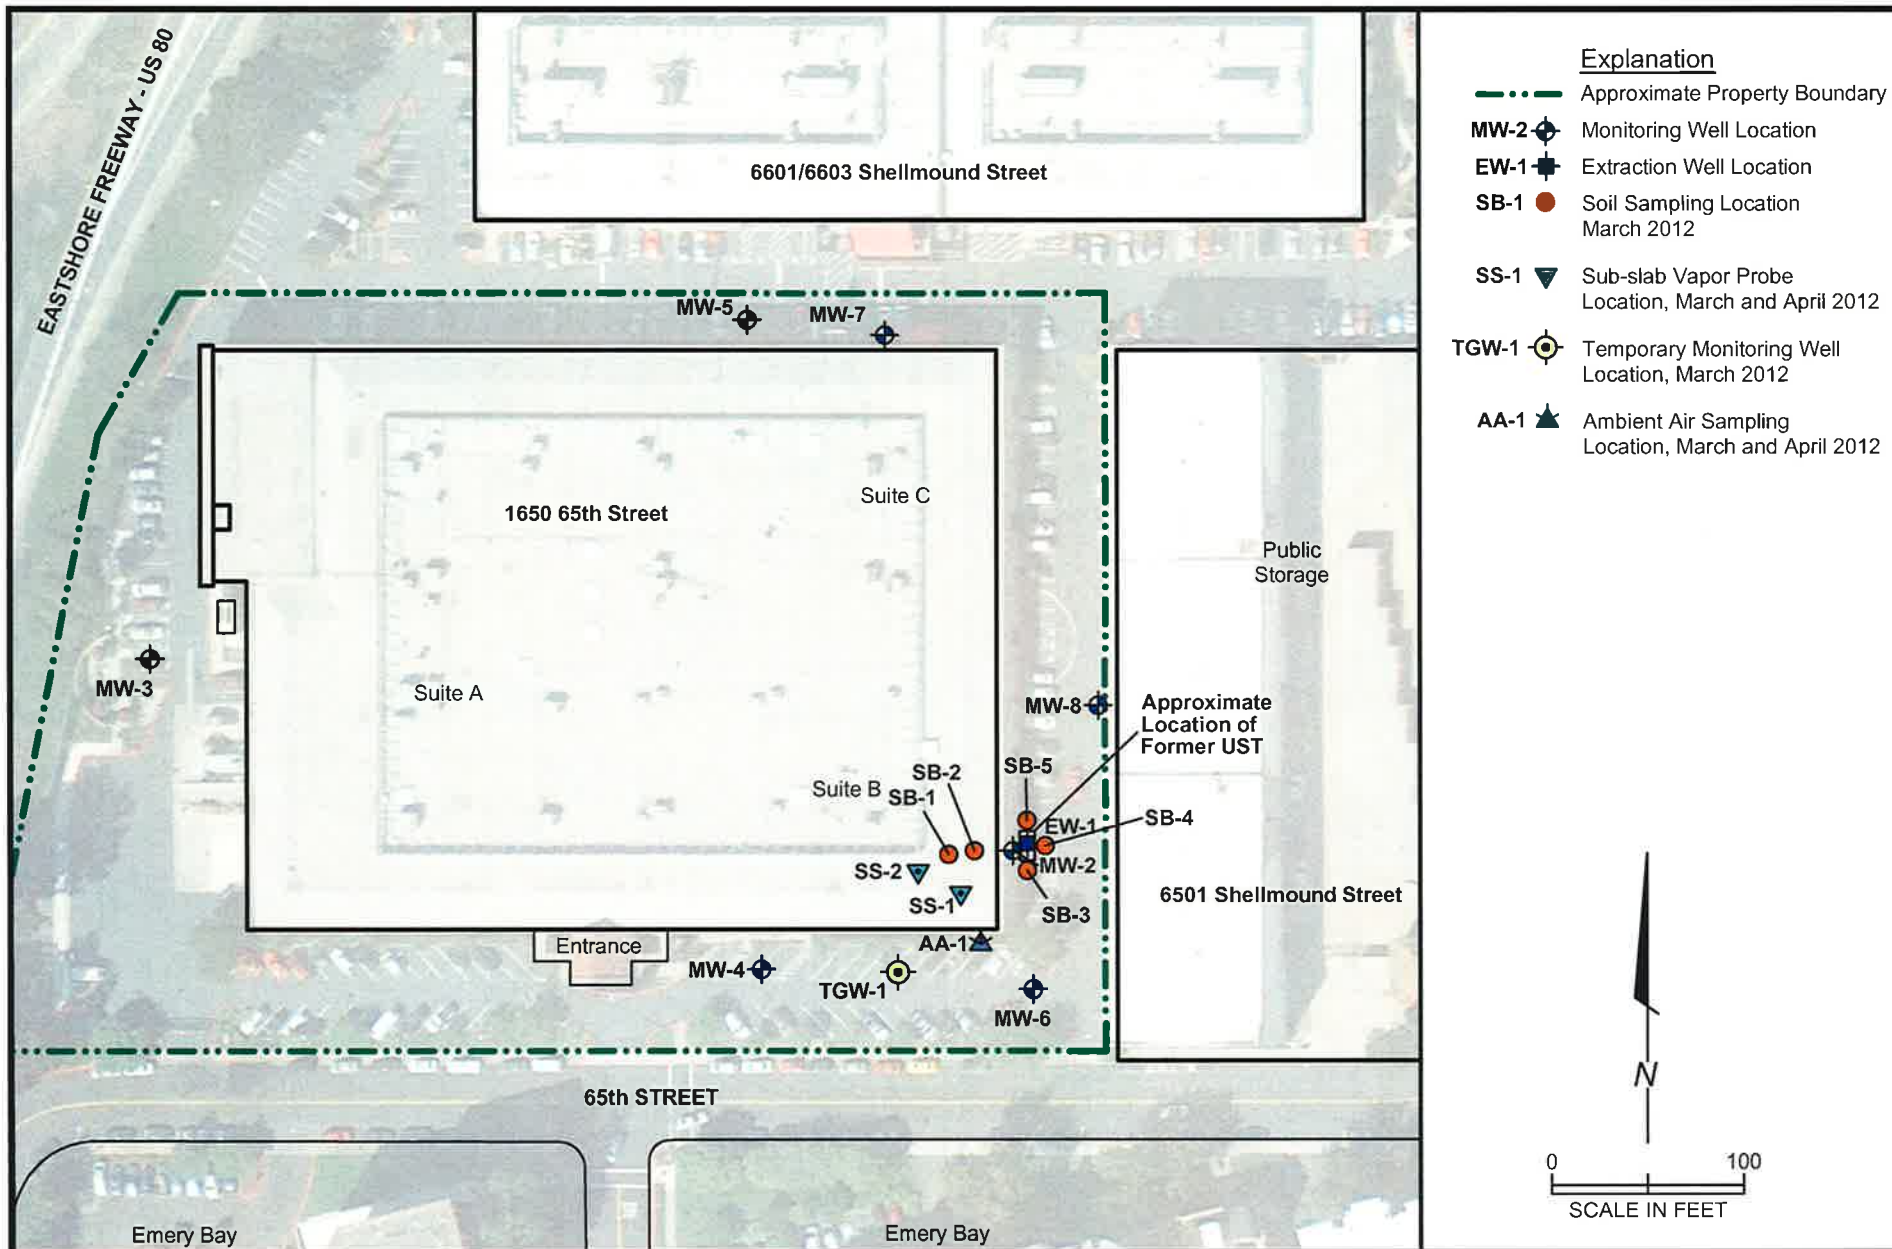 EASTSHORE FREEWAY - US 80
6601/6603 Shellmound Street
MW-5
MW-7
1650 65th Street
Suite C
Suite A
Suite B
MW-3
MW-8
Approximate
Location of
Former UST
Public
Storage
SB-5
SB-2
SB-1
EW-1
SB-4
MW-2
SS-2
SS-1
SB-3
6501 Shellmound Street
AA-1
Entrance
MW-4
TGW-1
MW-6
65th STREET
Emery Bay
Emery Bay
Explanation
Approximate Property Boundary
MW-2 Monitoring Well Location
EW-1 Extraction Well Location
SB-1 Soil Sampling Location
March 2012
SS-1 Sub-slab Vapor Probe
Location, March and April 2012
TGW-1 Temporary Monitoring Well
Location, March 2012
AA-1 Ambient Air Sampling
Location, March and April 2012
N
0 100
SCALE IN FEET